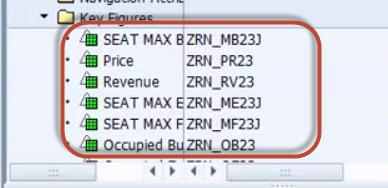 Key Figures
SEAT MAX B ZRN_MB23J
Price ZRN_PR23
Revenue ZRN_RV23
SEAT MAX E ZRN_ME23J
SEAT MAX F ZRN_MF23J
Occupied Bu ZRN_OB23